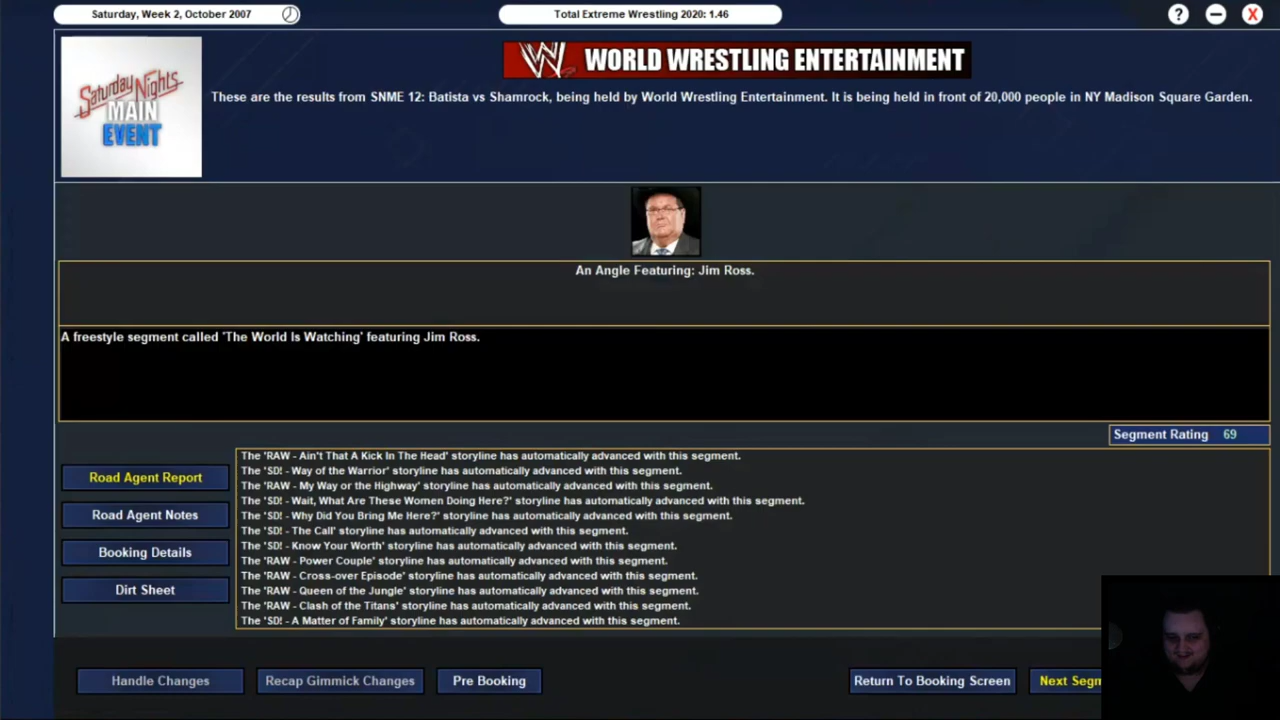 Saturday, Week 2, October 2007
Total Extreme Wrestling 2020: 1.46
?
X
Saturday Night's
MAIN
EVENT
W WORLD WRESTLING ENTERTAINMENT
These are the results from SNME 12: Batista vs Shamrock, being held by World Wrestling Entertainment. It is being held in front of 20,000 people in NY Madison Square Garden.
An Angle Featuring: Jim Ross.
A freestyle segment called 'The World Is Watching' featuring Jim Ross.
Segment Rating 69
Road Agent Report
Road Agent Notes
Booking Details
Dirt Sheet
The 'RAW - Ain't That A Kick In The Head' storyline has automatically advanced with this segment.
The 'SD! - Way of the Warrior' storyline has automatically advanced with this segment.
The 'RAW - My Way or the Highway' storyline has automatically advanced with this segment.
The 'SD! - Wait, What Are These Women Doing Here?' storyline has automatically advanced with this segment.
The 'SD! - Why Did You Bring Me Here?' storyline has automatically advanced with this segment.
The 'SD! - The Call' storyline has automatically advanced with this segment.
The 'SD! - Know Your Worth' storyline has automatically advanced with this segment.
The 'RAW - Power Couple' storyline has automatically advanced with this segment.
The 'RAW - Cross-over Episode' storyline has automatically advanced with this segment.
The 'RAW - Queen of the Jungle' storyline has automatically advanced with this segment.
The 'RAW - Clash of the Titans' storyline has automatically advanced with this segment.
The 'SD! - A Matter of Family' storyline has automatically advanced with this segment.
Handle Changes
Recap Gimmick Changes
Pre Booking
Return To Booking Screen
Next Segm